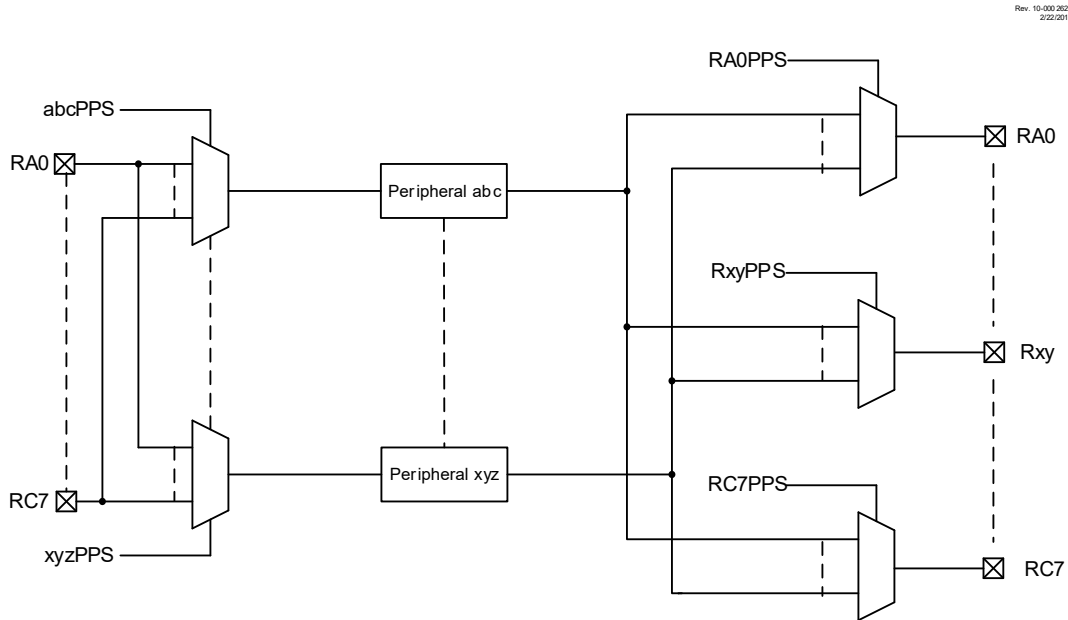 Rev. 10-000 262
2/22/201
RA0PPS
abcPPS
RA0
RA0
Peripheral abc
RxyPPS
Rxy
Peripheral xyz
RC7PPS
RC7
xyzPPS
RC7